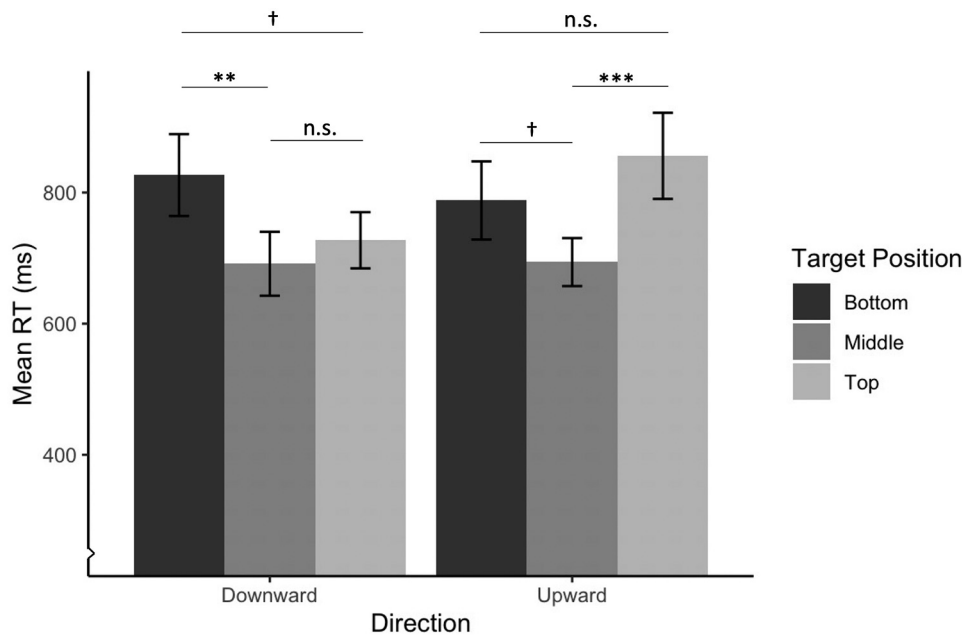 †
n.s.
**
***
n.s.
†
800
600
400
Mean RT (ms)
Downward
Upward
Direction
Target Position
Bottom
Middle
Top